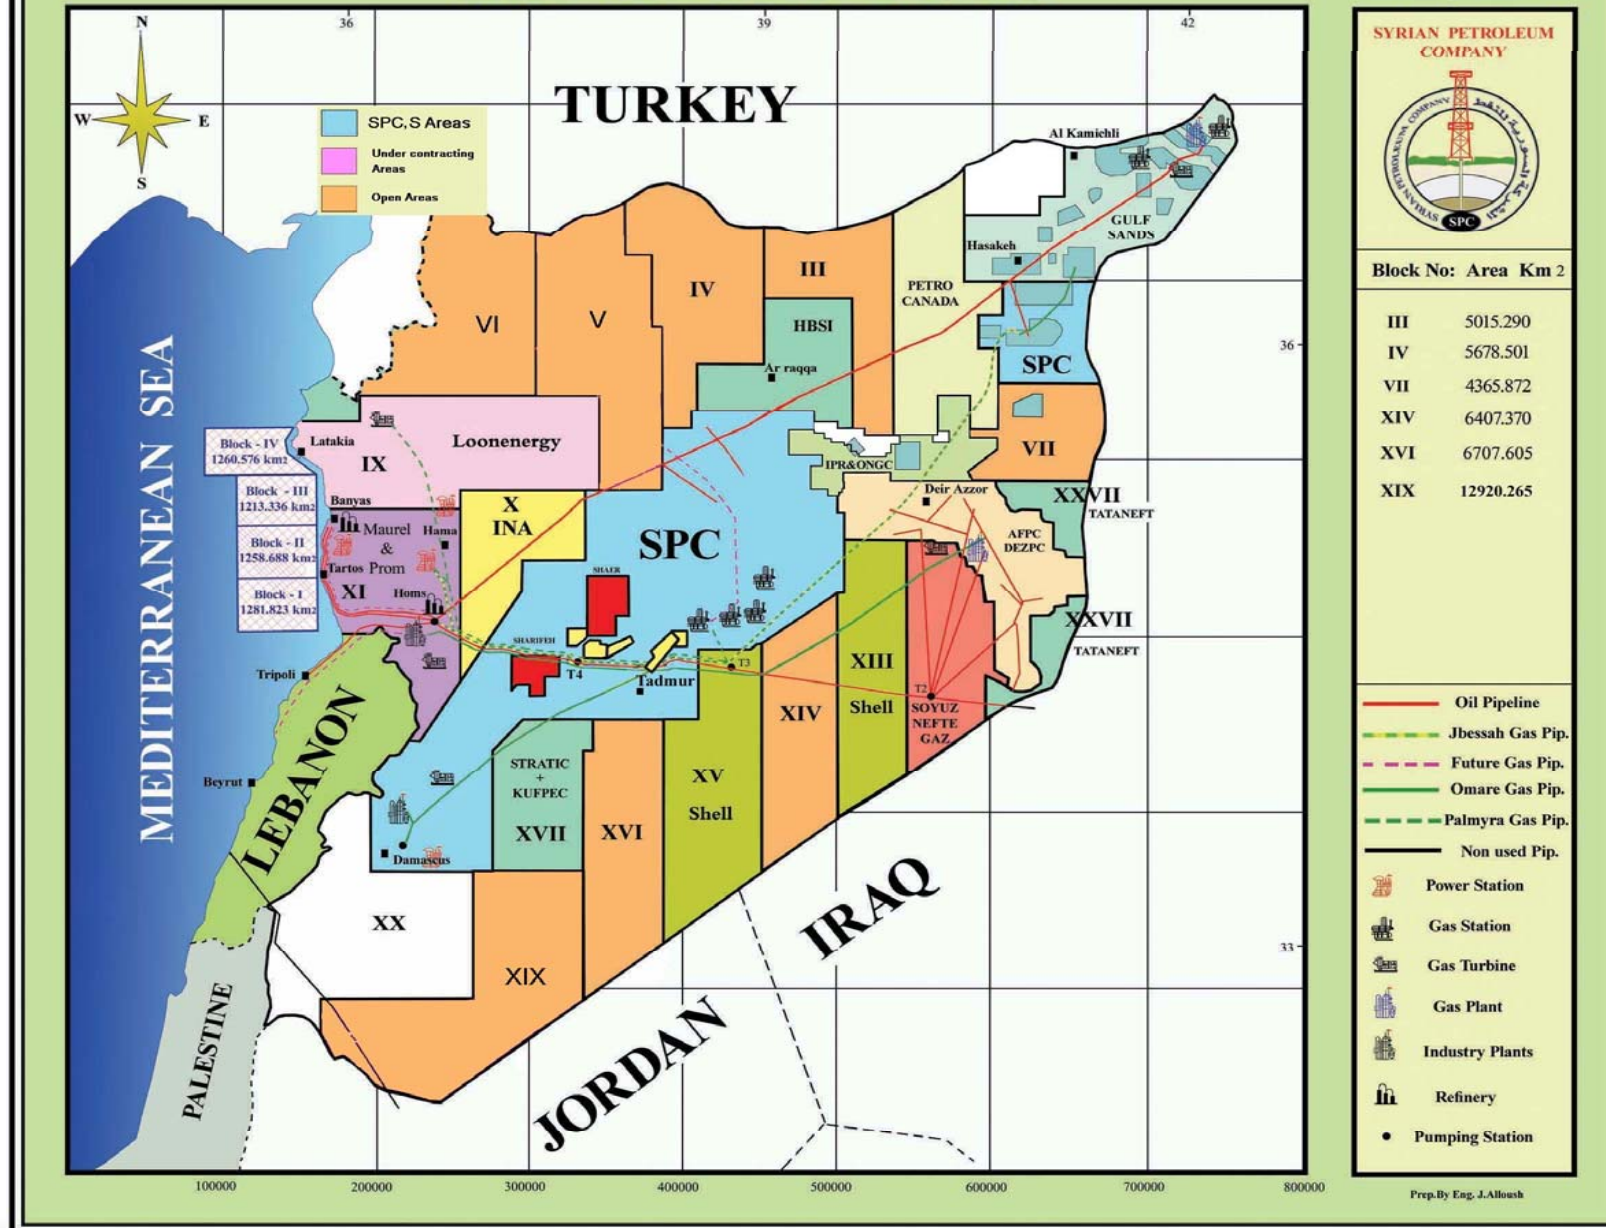 36
39
42
N
W
E
S
TURKEY
SPC,S Areas
Under contracting
Areas
Open Areas
Al Kamichli
GULF
SANDS
Hasakeh
PETRO
CANADA
III
IV
V
VI
HBSI
Ar raqqa
SPC
36
VII
MEDITERRANEAN SEA
Block - IV
1260.576 km2
Latakia
IX
Loonenergy
IPR&ONGC
Block - III
1213.336 km2
Banyas
X
INA
Deir Azzor
XXVII
TATANEFT
Maurel
&
Prom
Hama
SPC
AFPC
DEZPC
Block - II
1258.688 km2
Tartos
XI
Homs
SHAER
Block - I
1281.823 km2
SHARIFEH
XXVII
TATANEFT
Tripoli
T4
Tadmur
T3
XIII
Shell
T2
SOYUZ
NEFTE
GAZ
XIV
LEBANON
Beyrut
STRATIC
+
KUFPEC
XVII
XVI
XV
Shell
Damascus
XX
XIX
IRAQ
33
PALESTINE
JORDAN
100000
200000
300000
400000
500000
600000
700000
800000
SYRIAN PETROLEUM
COMPANY
SYRIAN PETROLEUM COMPANY
SPC
Block No: Area Km 2
III 5015.290
IV 5678.501
VII 4365.872
XIV 6407.370
XVI 6707.605
XIX 12920.265
Oil Pipeline
Jbessah Gas Pip.
Future Gas Pip.
Omare Gas Pip.
Palmyra Gas Pip.
Non used Pip.
Power Station
Gas Station
Gas Turbine
Gas Plant
Industry Plants
Refinery
Pumping Station
Prep.By Eng. J.Alloush